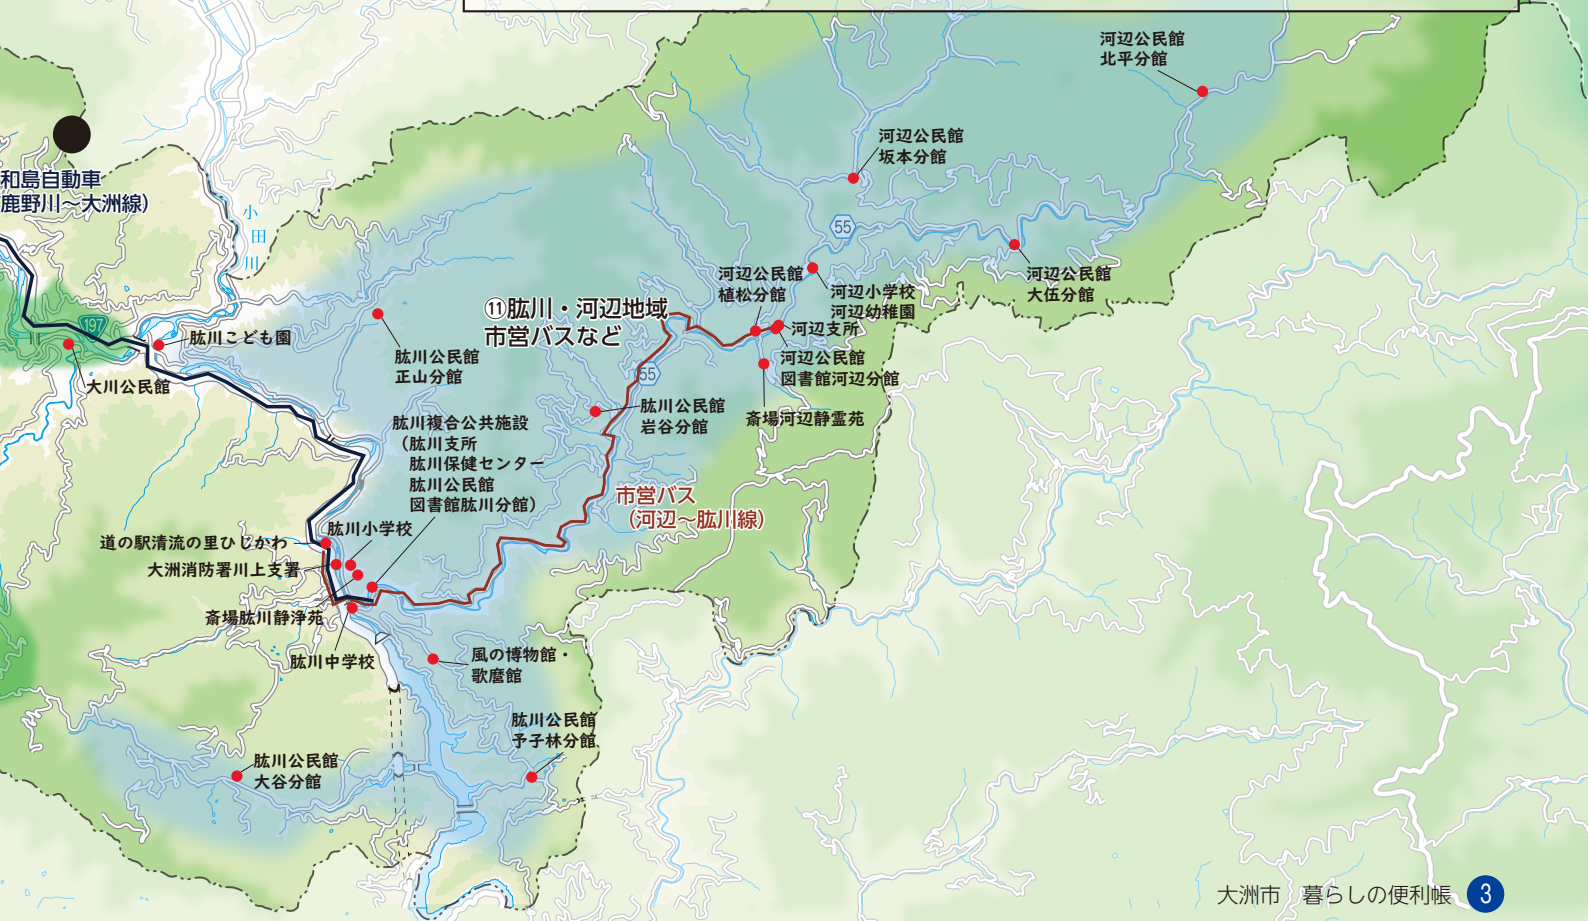 河辺公民館
北平分館
河辺公民館
坂本分館
和島自動車
鹿野川～大洲線）
小田川
55
河辺公民館
大伍分館
河辺公民館
植松分館
河辺小学校
河辺幼稚園
河辺支所
河辺公民館
図書館河辺分館
斎場河辺静霊苑
⑪肱川・河辺地域
市営バスなど
197
肱川こども園
大川公民館
肱川公民館
正山分館
55
肱川公民館
岩谷分館
肱川複合公共施設
（肱川支所
肱川保健センター
肱川公民館
図書館肱川分館）
市営バス
（河辺～肱川線）
肱川小学校
道の駅清流の里ひじかわ
大洲消防署川上支署
斎場肱川静浄苑
肱川中学校
風の博物館・
歌麿館
肱川公民館
予子林分館
肱川公民館
大谷分館
大洲市　暮らしの便利帳 3